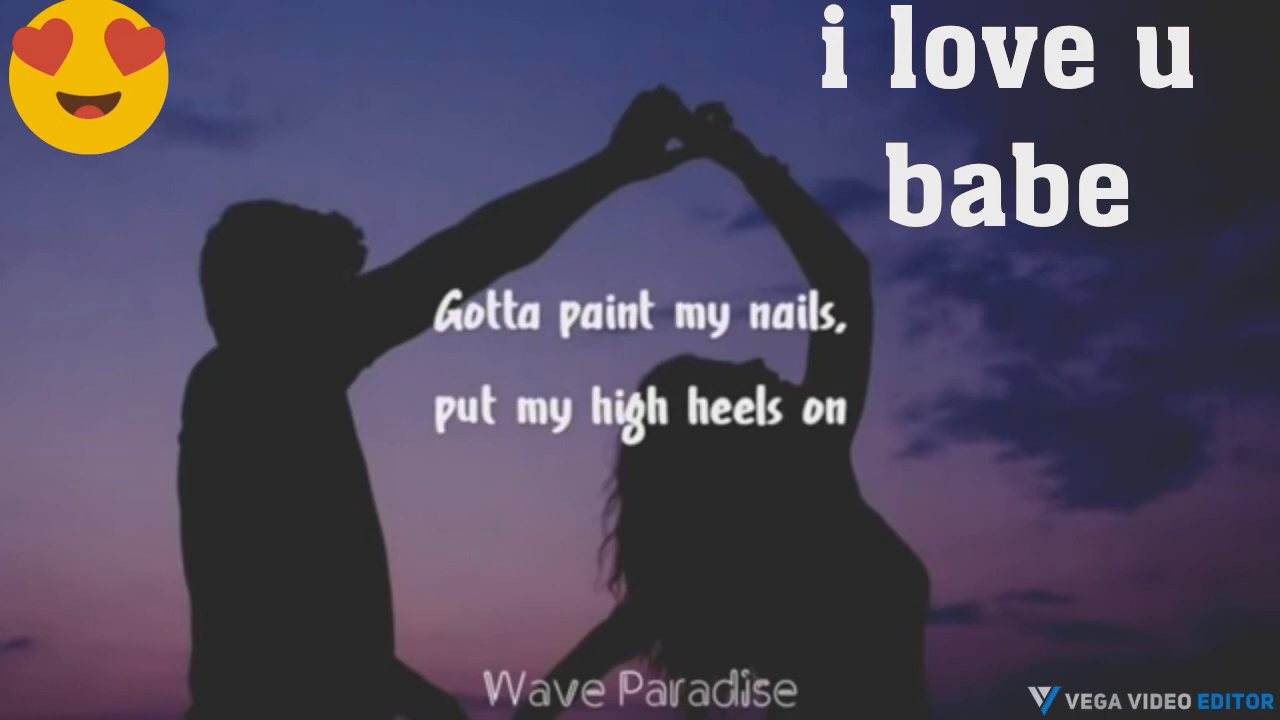 i love u
babe
Gotta paint my nails,
put my high heels on
Wave Paradise
VEGA VIDEO EDITOR